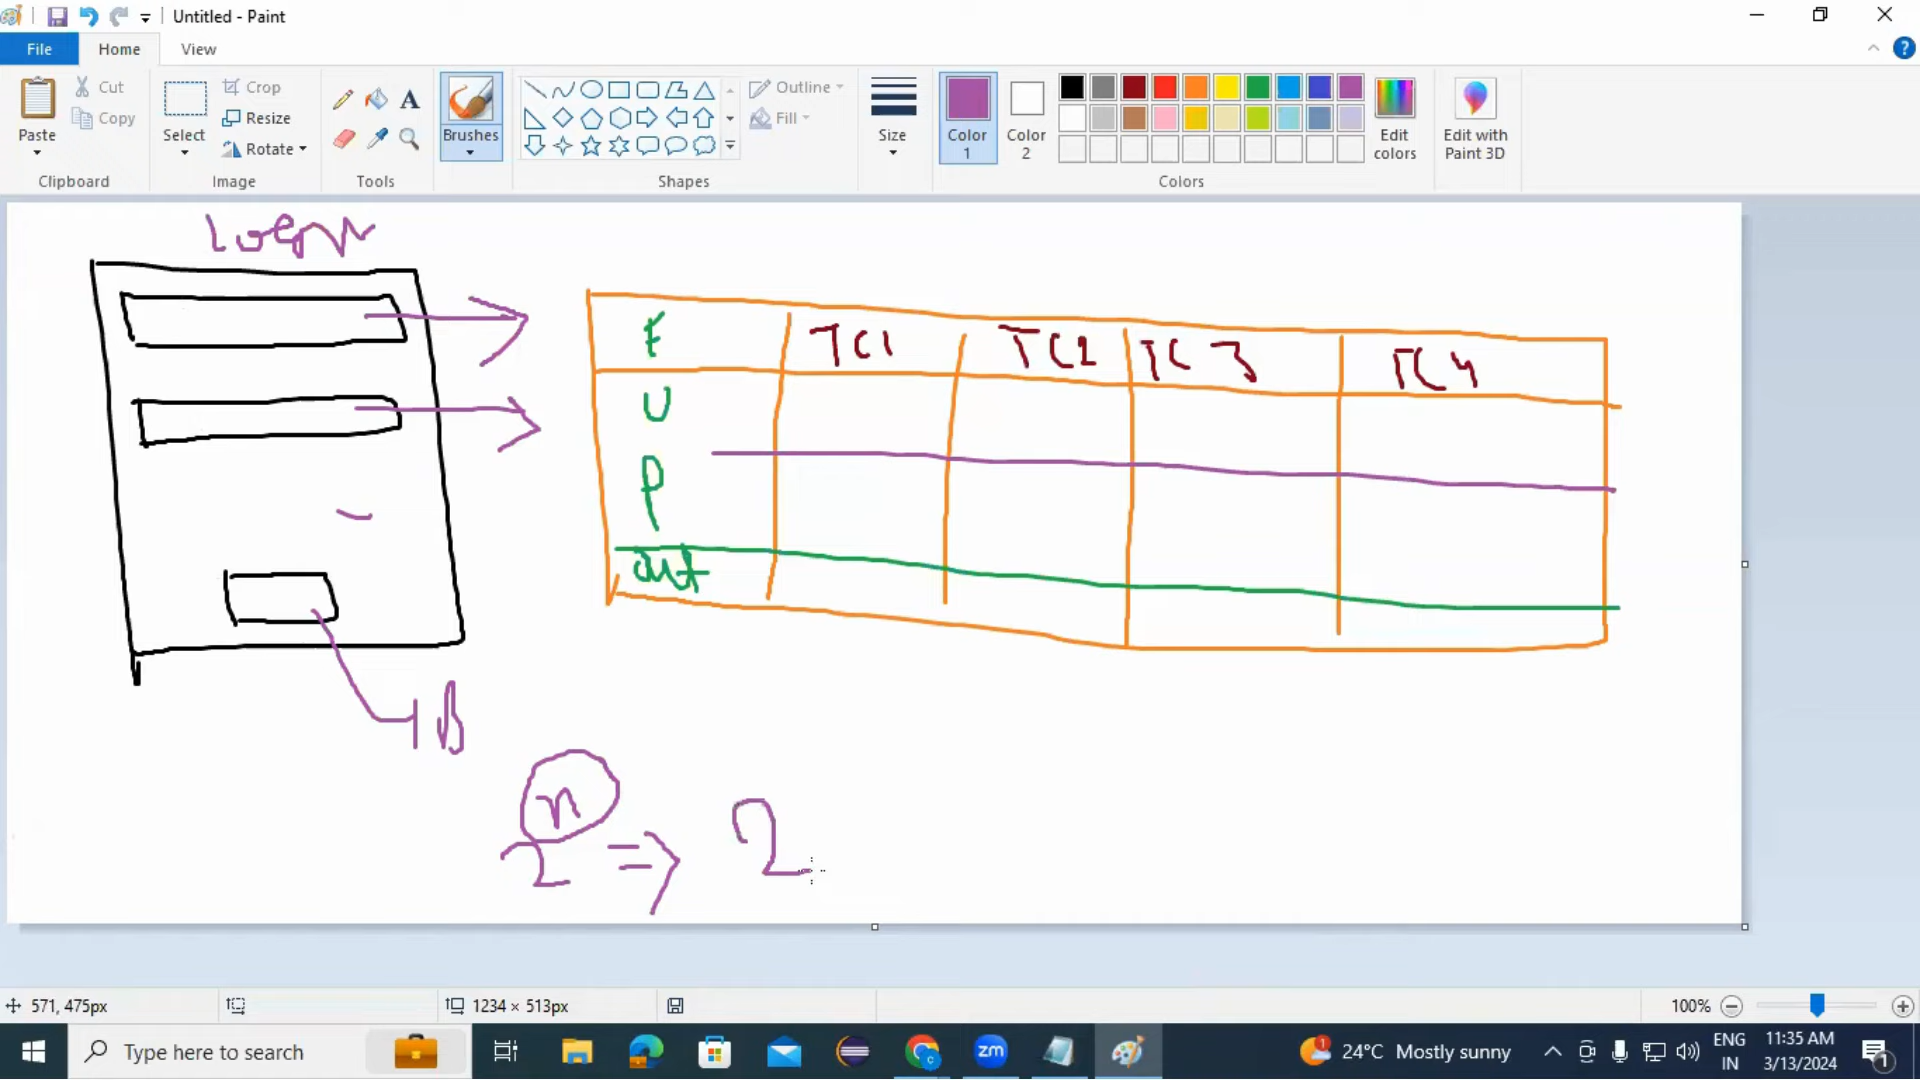 Untitled - Paint
File Home View
Paste
Cut
Copy
Clipboard
Select
Crop
Resize
Rotate
Image
Tools
Brushes
Outline
Fill
Shapes
Size
Color 1
Color 2
Edit colors
Colors
Edit with Paint 3D
F TC1 TC2 TC3 TC4
U
P
out
n
2 => 2
571, 475px
1234 × 513px
100%
Type here to search
zm
24°C Mostly sunny
ENG IN
11:35 AM
3/13/2024